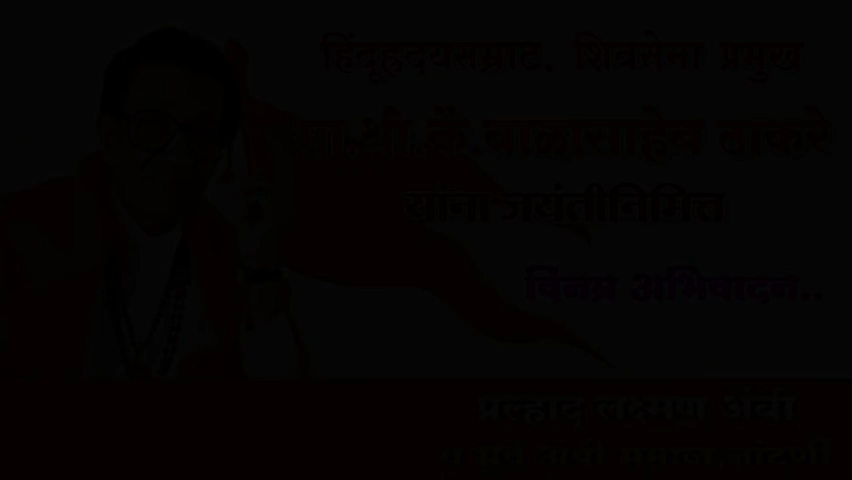 हिंदूहृदयसम्राट. शिवसेना प्रमुख
मा. श्री. कै. बाळासाहेब ठाकरे
यांना जयंतीनिमित्त
विनम्र अभिवादन..
प्रल्हाद लक्ष्मण